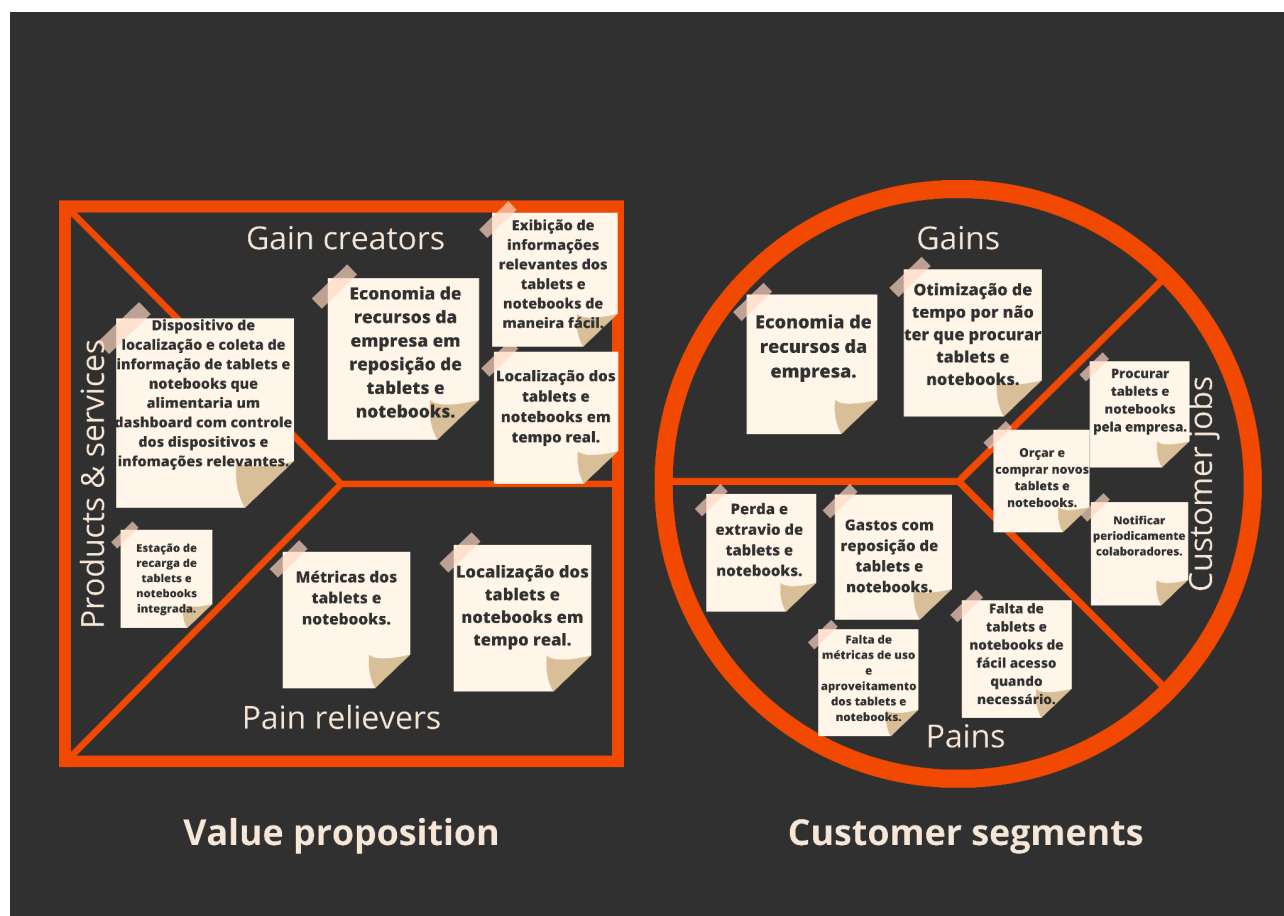 Gain creators
Exibição de
informações
relevantes dos
tablets e
notebooks de
maneira fácil.
Economia de
recursos da
empresa em
reposição de
tablets e
notebooks.
Localização dos
tablets e
notebooks em
tempo real.
Products & services
Dispositivo de
localização e coleta de
informação de tablets e
notebooks que
alimentaria um
dashboard com controle
dos dispositivos e
infomações relevantes.
Estação de
recarga de
tablets e
notebooks
integrada.
Métricas dos
tablets e
notebooks.
Localização dos
tablets e
notebooks em
tempo real.
Pain relievers
Value proposition
Gains
Economia de
recursos da
empresa.
Otimização de
tempo por não
ter que procurar
tablets e
notebooks.
Customer jobs
Procurar
tablets e
notebooks
pela empresa.
Orçar e
comprar novos
tablets e
notebooks.
Notificar
periodicamente
colaboradores.
Perda e
extravio de
tablets e
notebooks.
Gastos com
reposição de
tablets e
notebooks.
Falta de
métricas de uso
e
aproveitamento
dos tablets e
notebooks.
Falta de
tablets e
notebooks de
fácil acesso
quando
necessário.
Pains
Customer segments